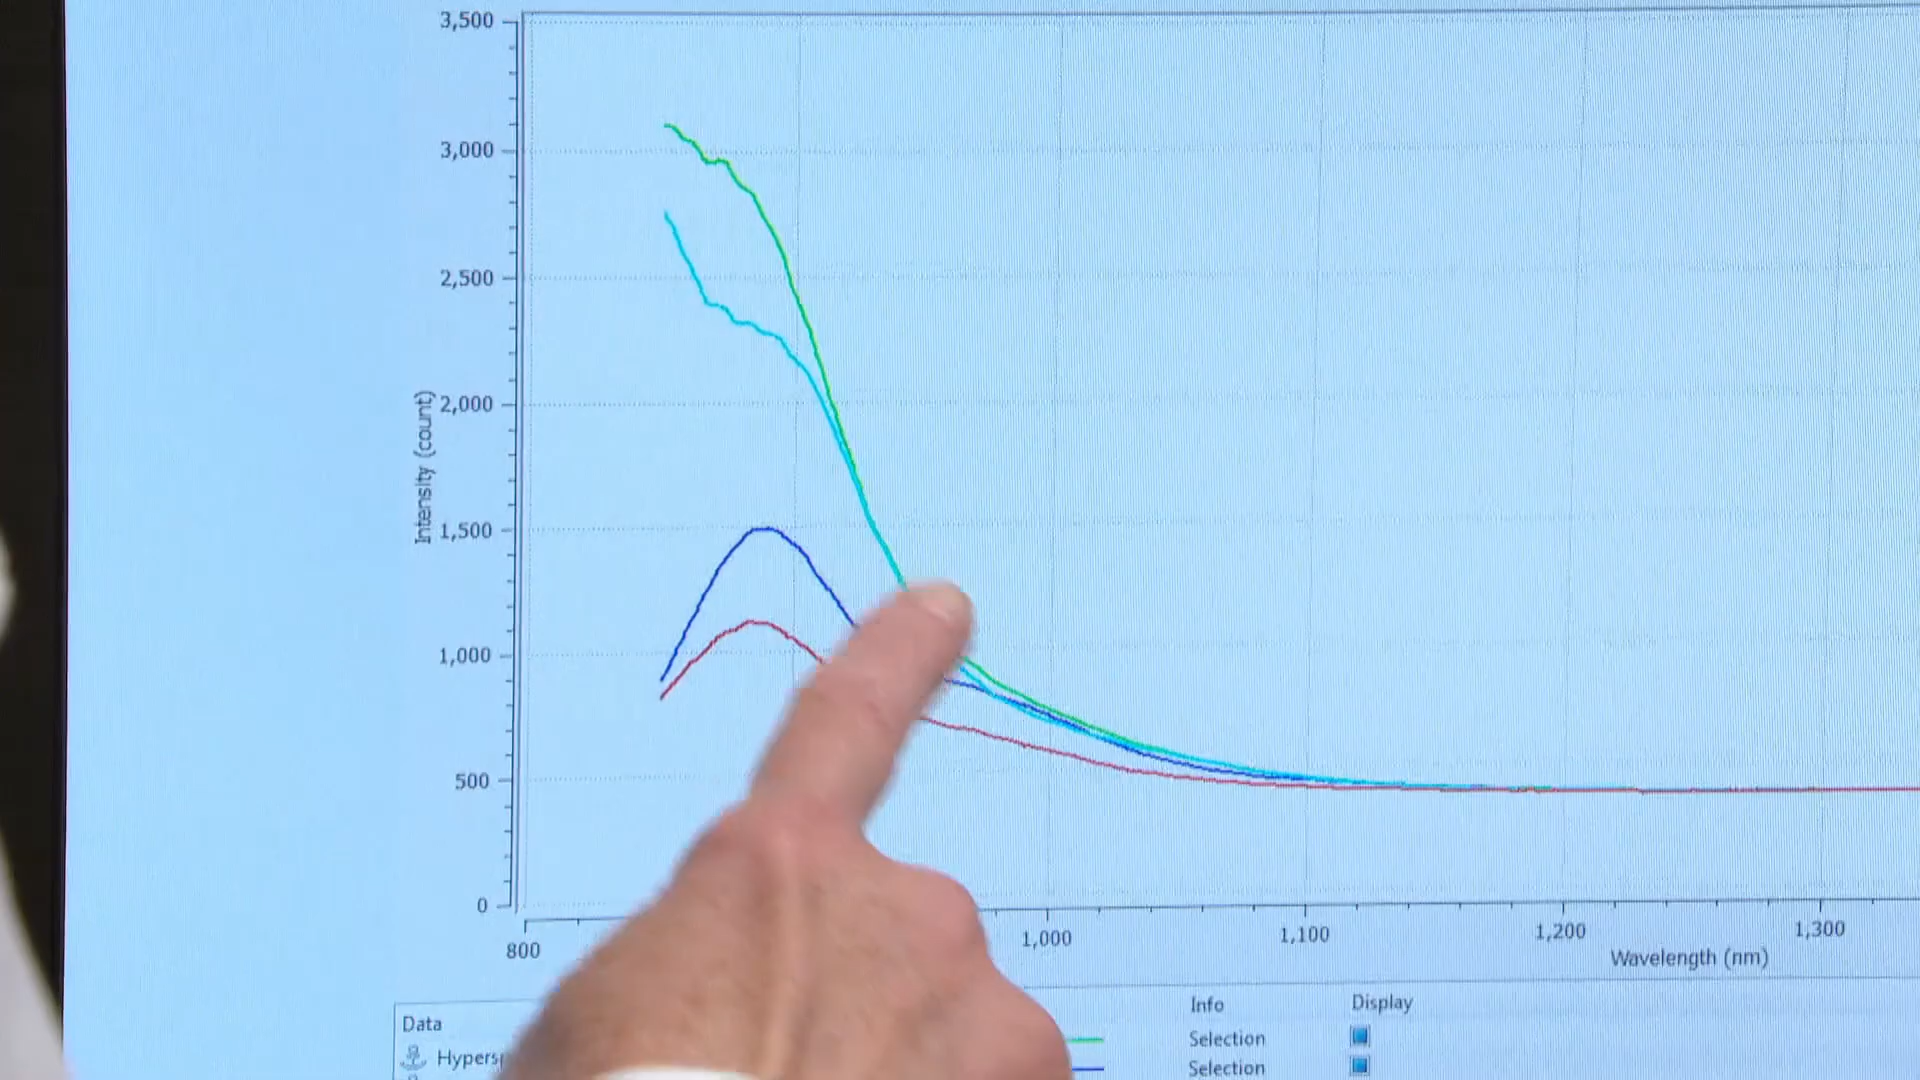 3,500
3,000
2,500
2,000
1,500
1,000
500
0
Intensity (count)
800
1,000
1,100
1,200
1,300
Wavelength (nm)
Data
Info
Display
Selection
Selection